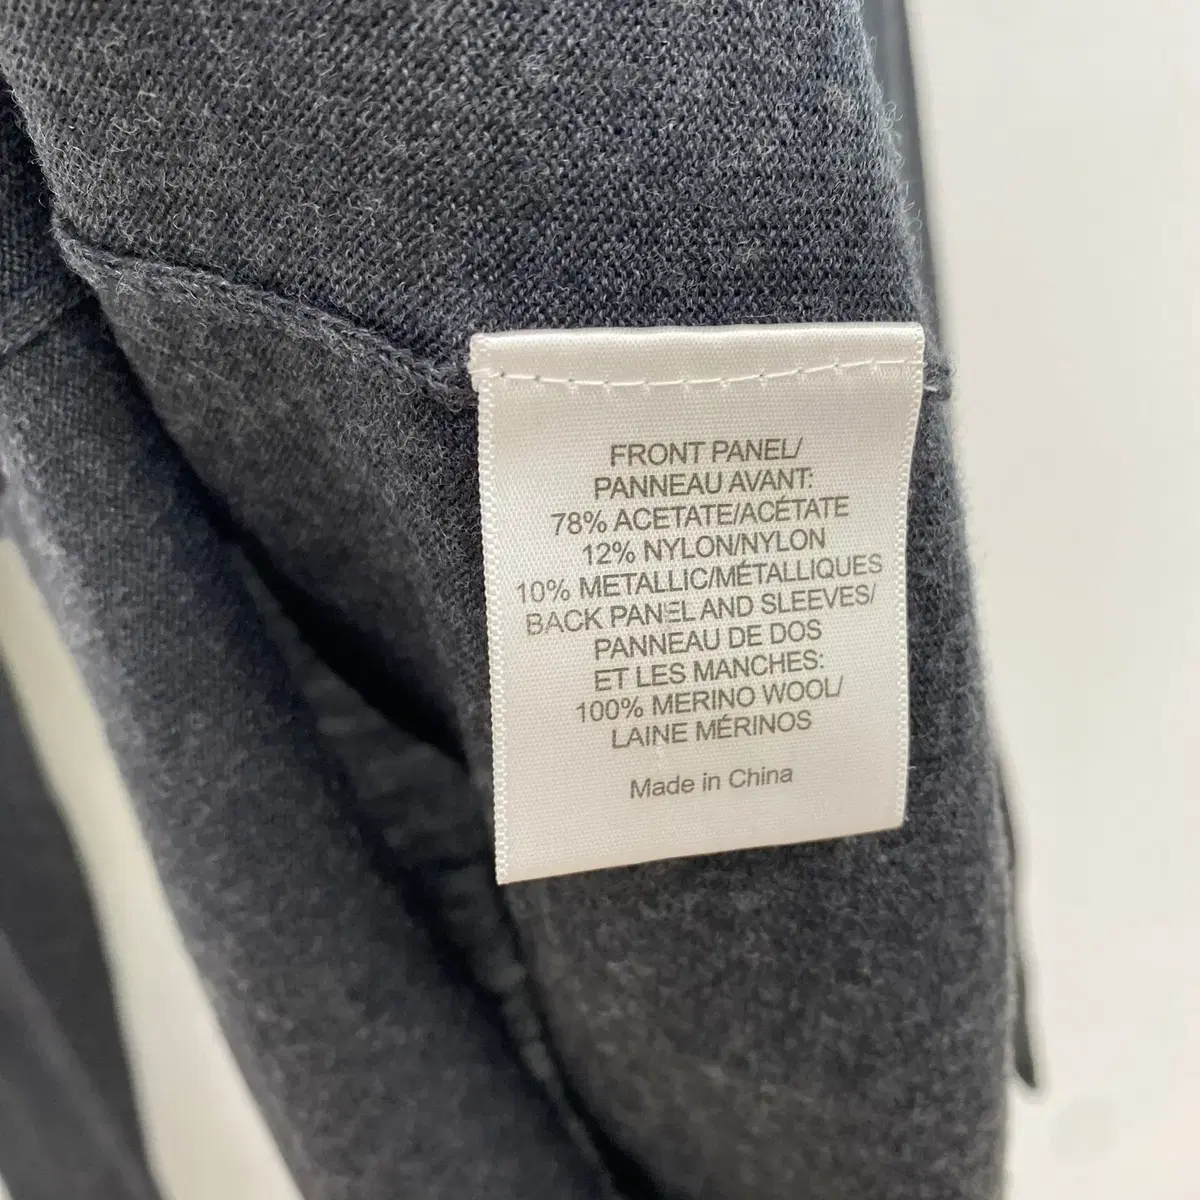 FRONT PANEL/
PANNEAU AVANT:
78% ACETATE/ACÉTATE
12% NYLON/NYLON
10% METALLIC/MÉTALLIQUES
BACK PANEL AND SLEEVES/
PANNEAU DE DOS
ET LES MANCHES:
100% MERINO WOOL/
LAINE MÉRINOS
Made in China